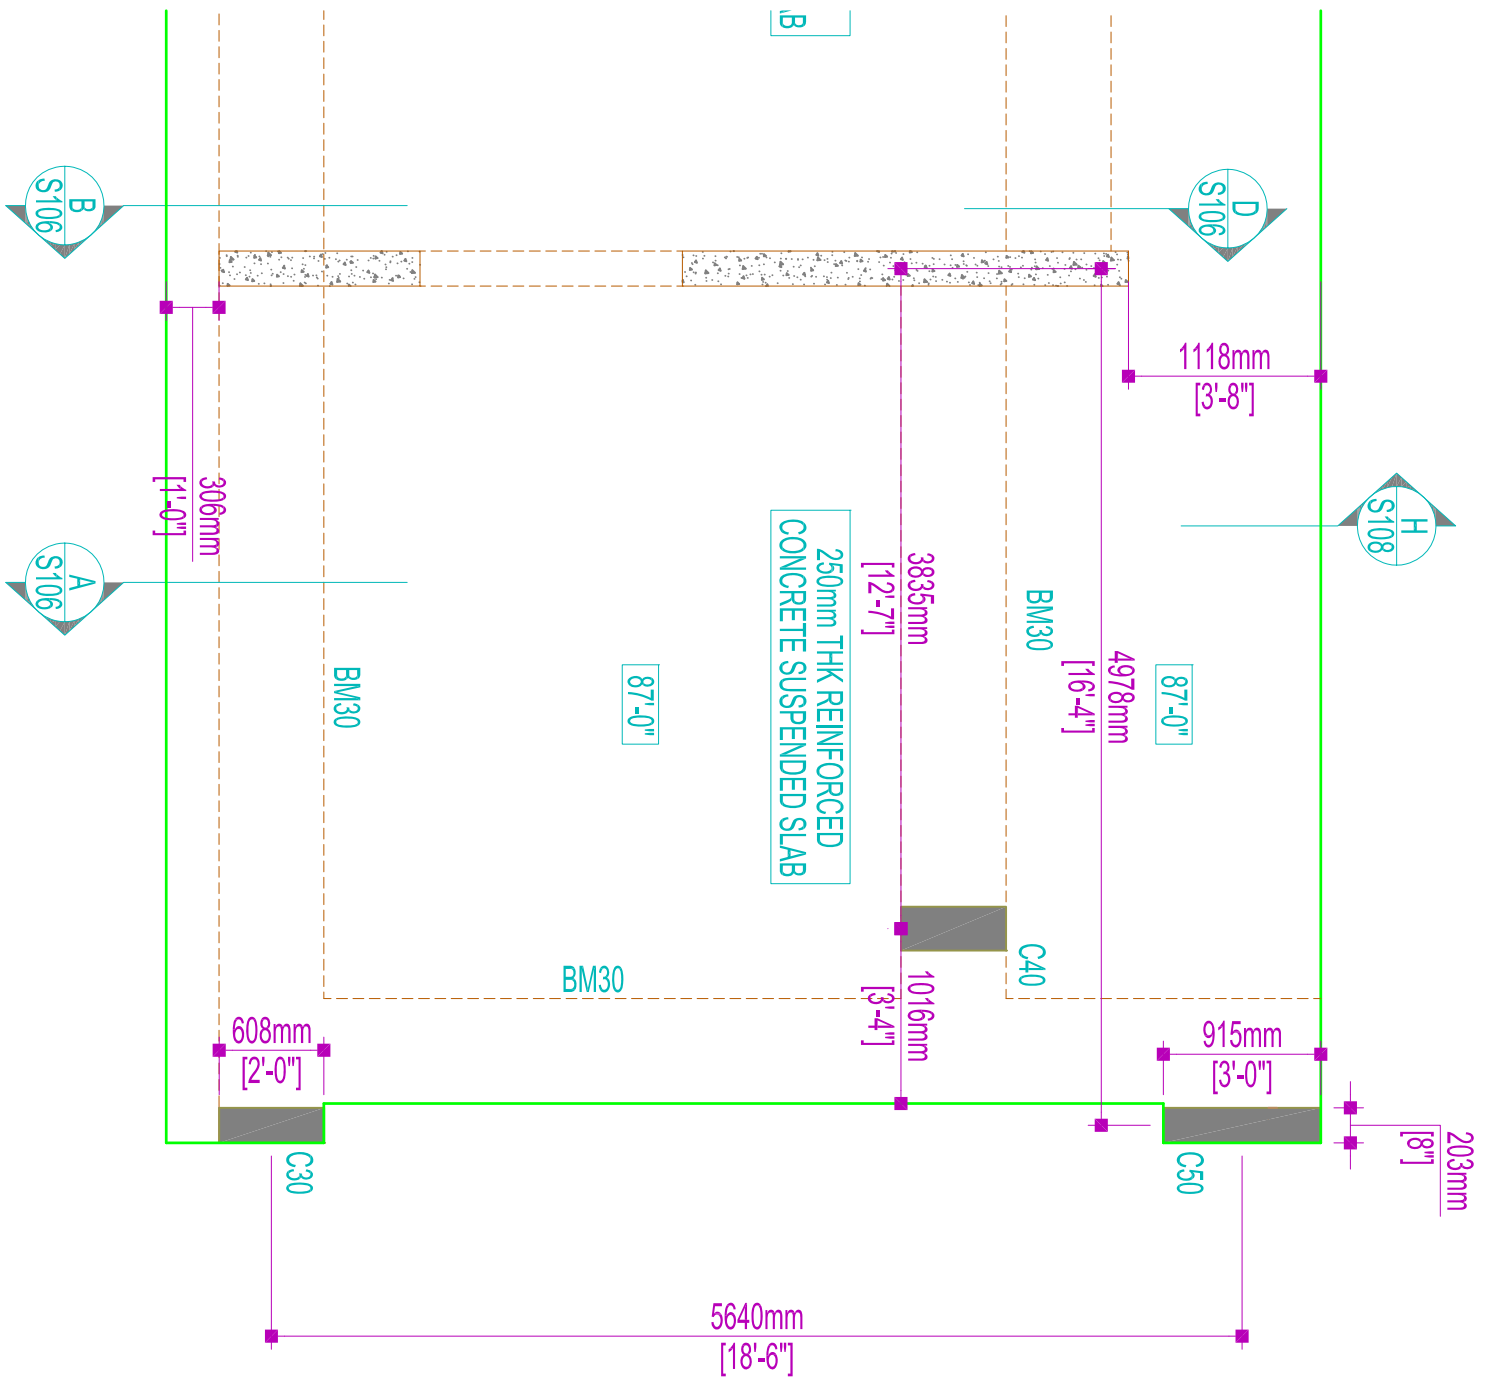 AB
B
S106
D
S106
1118mm
[3'-8"]
306mm
[1'-0"]
H
S108
A
S106
3835mm
[12'-7"]
250mm THK REINFORCED
CONCRETE SUSPENDED SLAB
BM30
BM30
4978mm
[16'-4"]
87'-0"
87'-0"
C40
BM30
1016mm
[3'-4"]
608mm
[2'-0"]
915mm
[3'-0"]
203mm
[8"]
C30
C50
5640mm
[18'-6"]